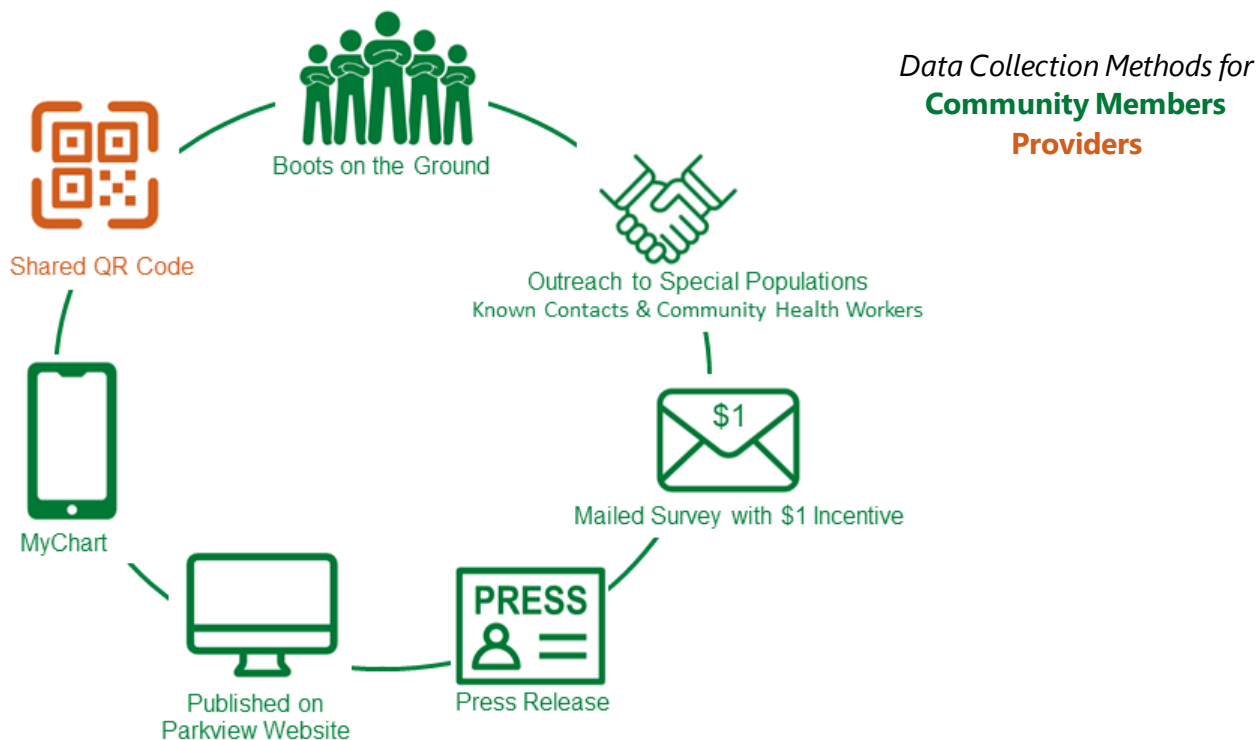 Data Collection Methods for
Community Members
Providers
Boots on the Ground
Outreach to Special Populations
Known Contacts & Community Health Workers
$1
Mailed Survey with $1 Incentive
PRESS
Press Release
Published on
Parkview Website
MyChart
Shared QR Code